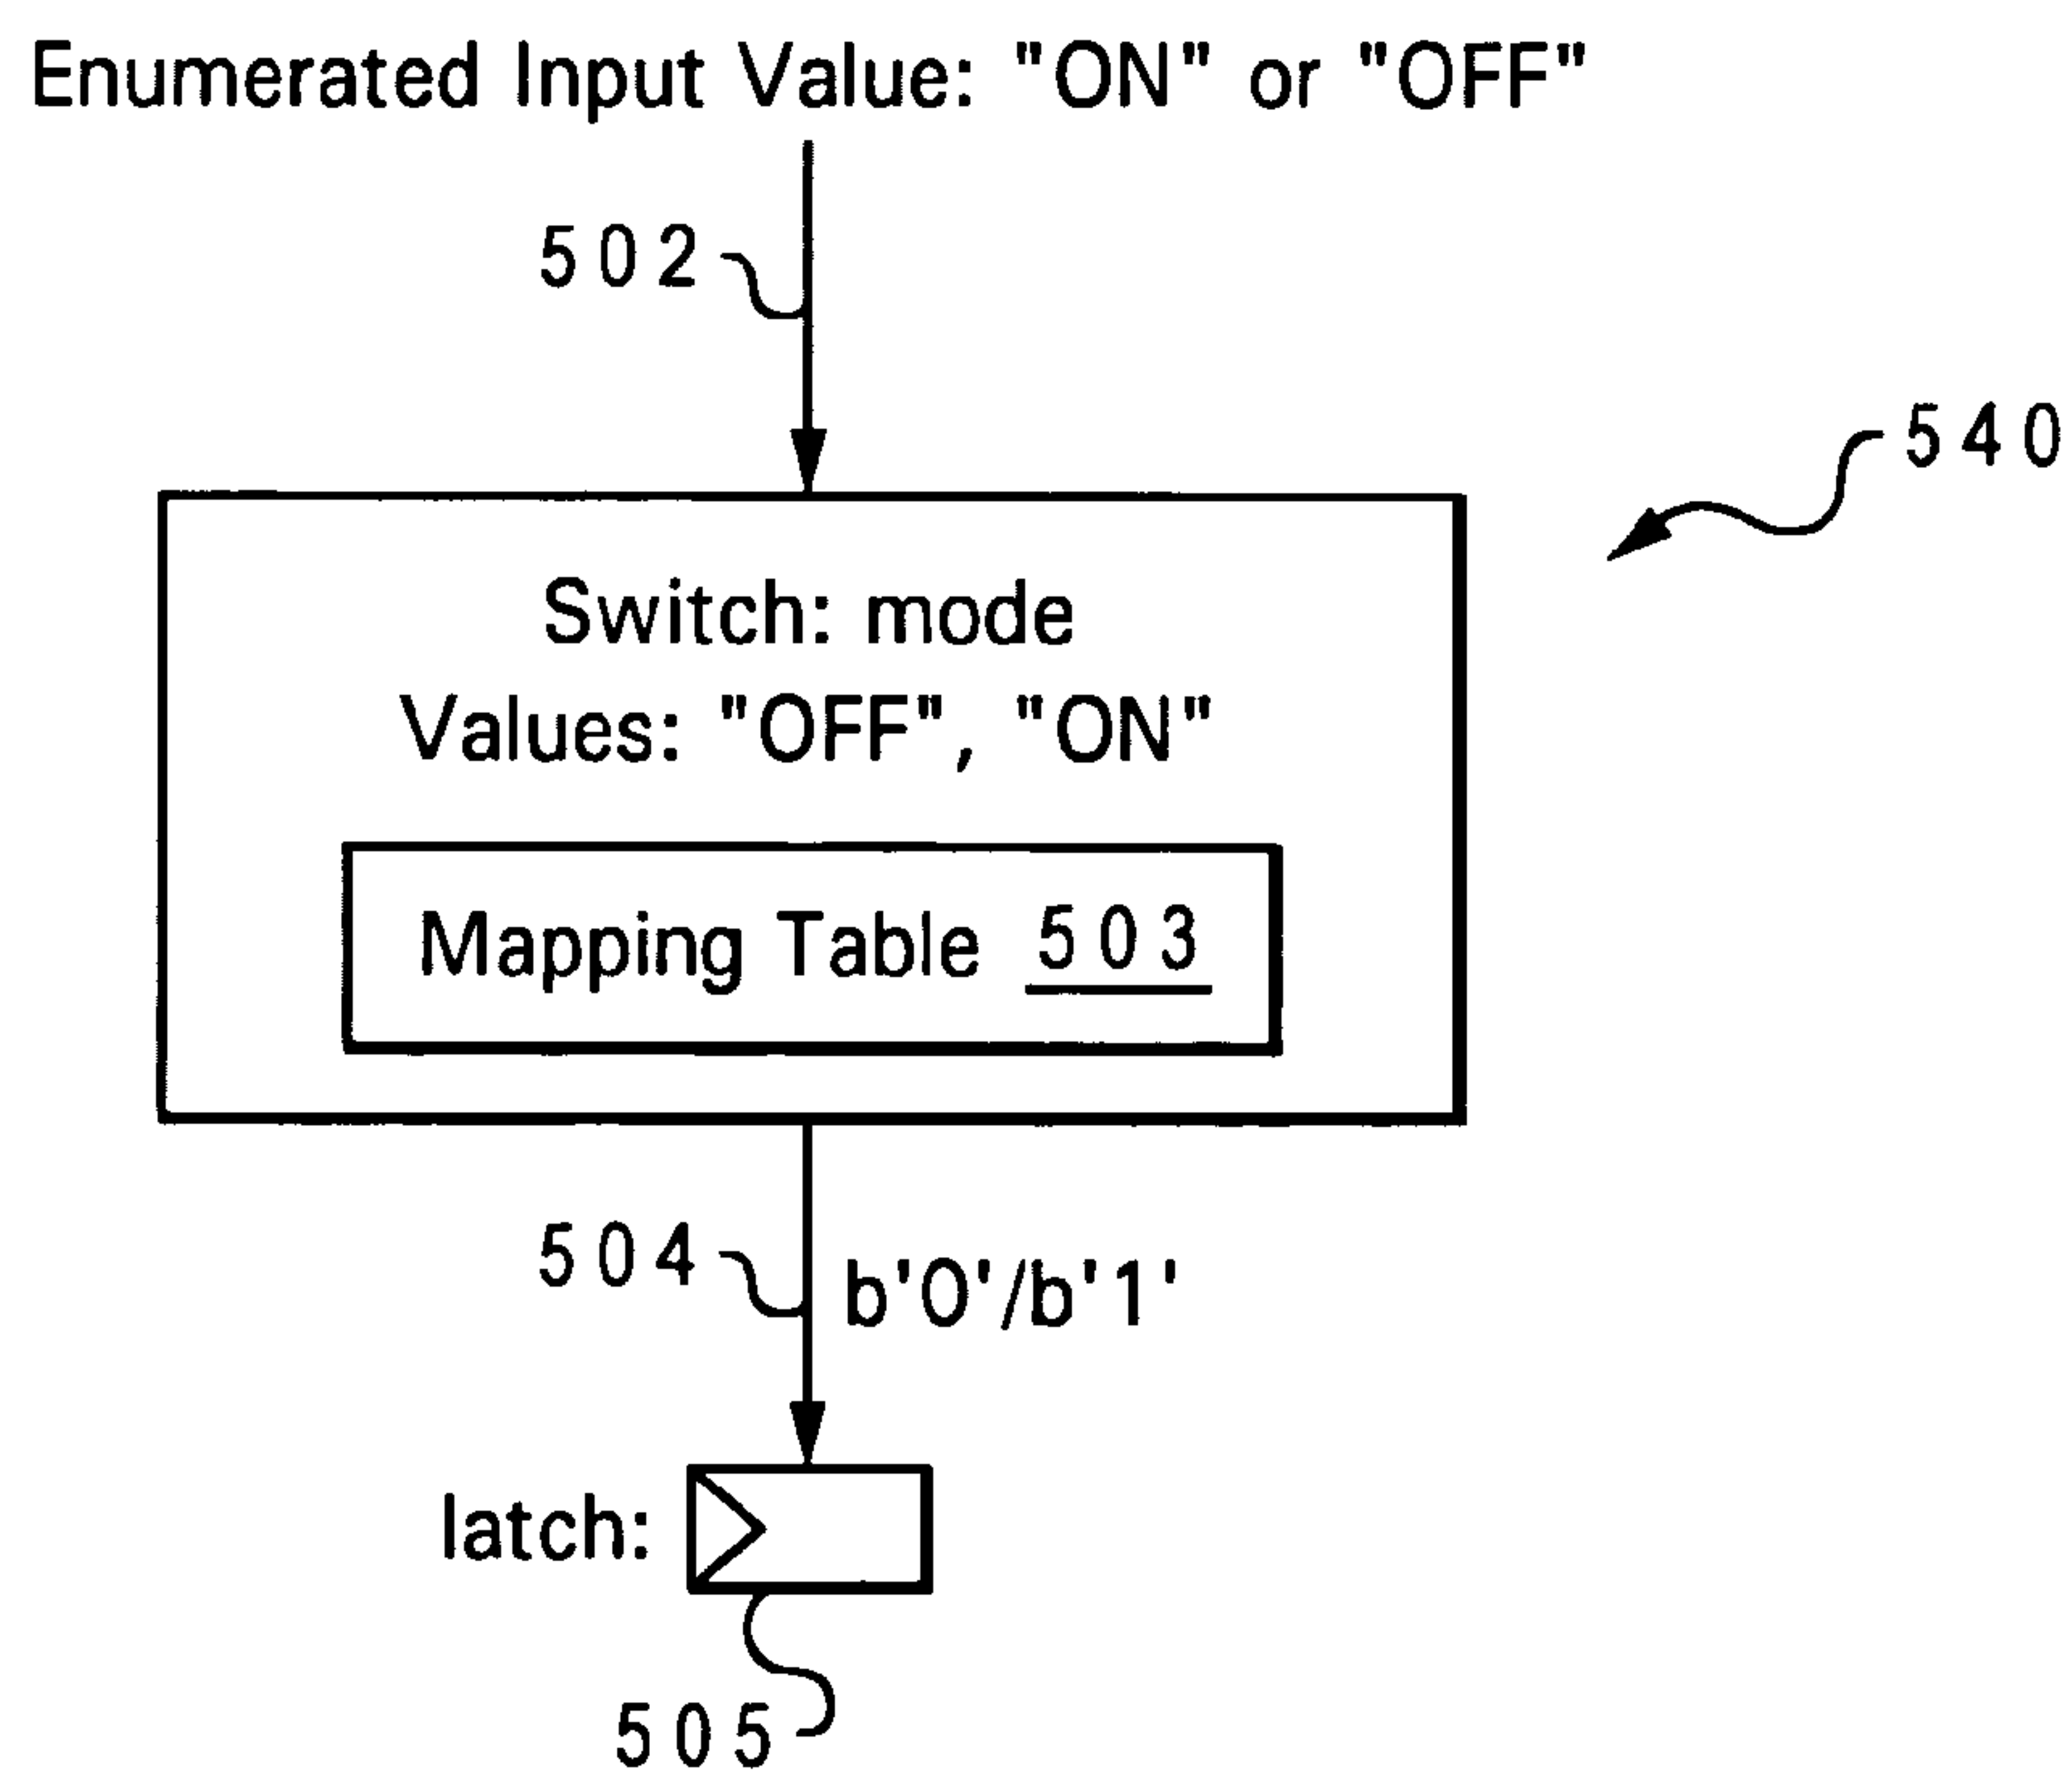 Enumerated Input Value: "ON" or "OFF"
502
540
Switch: mode
Values: "OFF", "ON"
Mapping Table 503
504
b'0'/b'1'
latch:
505